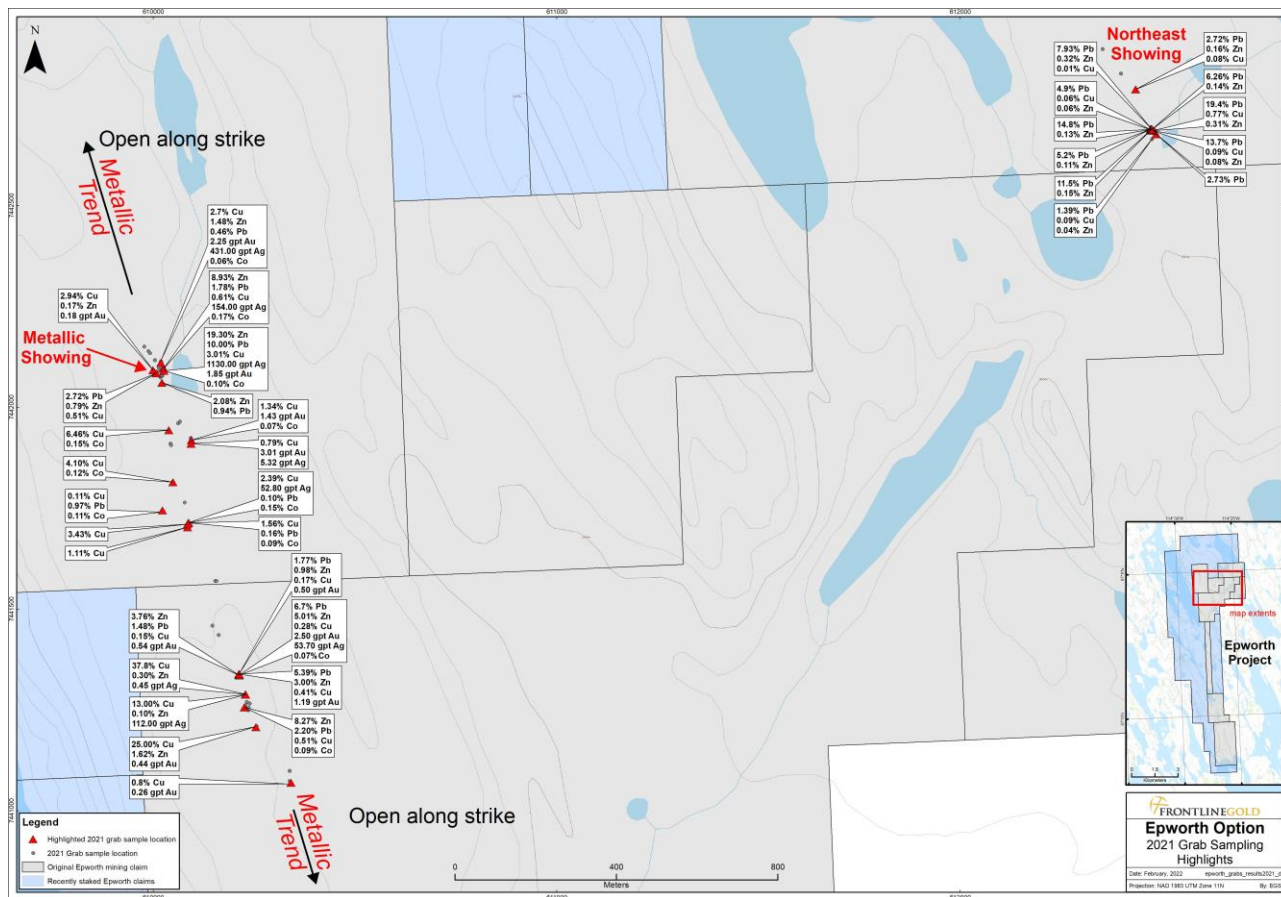 610000
611000
612000
N
Northeast
Showing
7.93% Pb
0.32% Zn
0.01% Cu
2.72% Pb
0.16% Zn
0.08% Cu
4.9% Pb
0.06% Cu
0.06% Zn
6.26% Pb
0.14% Zn
14.8% Pb
0.13% Zn
19.4% Pb
0.77% Cu
0.31% Zn
5.2% Pb
0.11% Zn
13.7% Pb
0.09% Cu
0.08% Zn
11.5% Pb
0.15% Zn
2.73% Pb
1.39% Pb
0.09% Cu
0.04% Zn
Open along strike
Metallic
Trend
7442500
2.7% Cu
1.48% Zn
0.46% Pb
2.25 gpt Au
431.00 gpt Ag
0.06% Co
8.93% Zn
1.78% Pb
0.61% Cu
154.00 gpt Ag
0.17% Co
2.94% Cu
0.17% Zn
0.18 gpt Au
Metallic
Showing
19.30% Zn
10.00% Pb
3.01% Cu
1130.00 gpt Ag
1.85 gpt Au
0.10% Co
2.72% Pb
0.79% Zn
0.51% Cu
2.08% Zn
0.94% Pb
7442000
1.34% Cu
1.43 gpt Au
0.07% Co
6.46% Cu
0.15% Co
0.79% Cu
3.01 gpt Au
5.32 gpt Ag
4.10% Cu
0.12% Co
2.39% Cu
52.80 gpt Ag
0.10% Pb
0.15% Co
0.11% Cu
0.97% Pb
0.11% Co
3.43% Cu
1.56% Cu
0.16% Pb
0.09% Co
1.11% Cu
7441500
1.77% Pb
0.98% Zn
0.17% Cu
0.50 gpt Au
3.76% Zn
1.48% Pb
0.15% Cu
0.54 gpt Au
6.7% Pb
5.01% Zn
0.28% Cu
2.50 gpt Au
53.70 gpt Ag
0.07% Co
37.8% Cu
0.30% Zn
0.45 gpt Ag
5.39% Pb
3.00% Zn
0.41% Cu
1.19 gpt Au
13.00% Cu
0.10% Zn
112.00 gpt Ag
8.27% Zn
2.20% Pb
0.51% Cu
0.09% Co
25.00% Cu
1.62% Zn
0.44 gpt Au
0.8% Cu
0.26 gpt Au
7441000
Metallic
Trend
Open along strike
Legend
Highlighted 2021 grab sample location
2021 Grab sample location
Original Epworth mining claim
Recently staked Epworth claims
0 400 800
Meters
610000
611000
612000
map extents
Epworth
Project
Kilometers
FRONTLINEGOLD
Epworth Option
2021 Grab Sampling
Highlights
Date: February, 2022 epworth_grabs_results2021_d
Projection: NAD 1983 UTM Zone 11N By: EGS